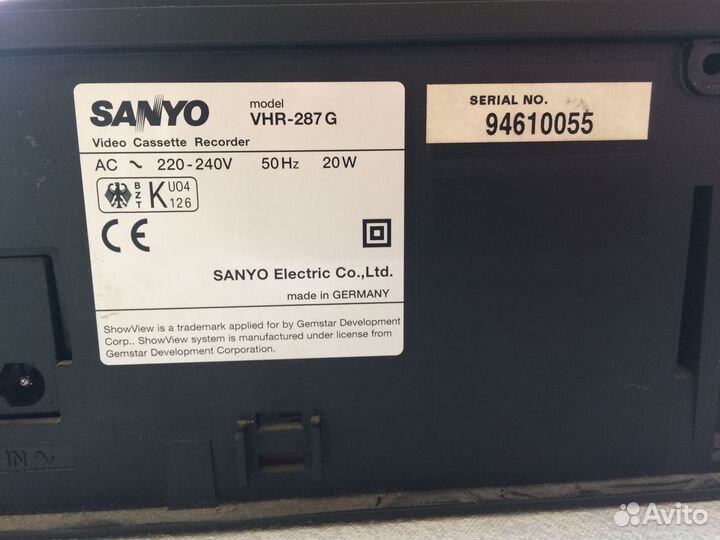 SANYO
model
VHR-287G
Video Cassette Recorder
AC ~ 220-240V 50Hz 20W
BZT K U04 126
CE
SANYO Electric Co.,Ltd.
made in GERMANY
ShowView is a trademark applied for by Gemstar Development
Corp.. ShowView system is manufactured under license from
Gemstar Development Corporation.
SERIAL NO.
94610055
IN ~
Avito